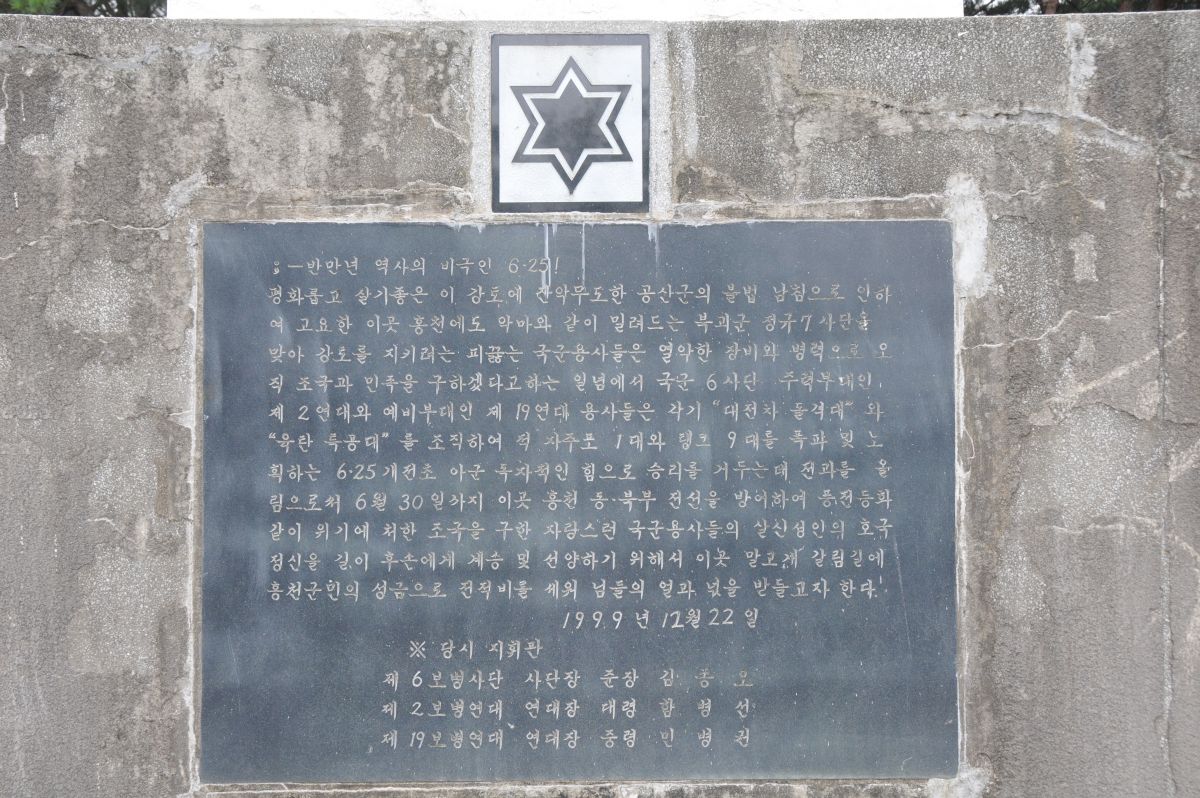 ;-반만년 역사의 비극인 6·25!
평화롭고 살기좋은 이 강토에 잔악무도한 공산군의 불법 남침으로 인하
여 고요한 이곳 홍천에도 악마와 같이 밀려드는 북괴군 정규7사단을
맞아 강토를 지키려는 피끓는 국군용사들은 열악한 장비와 병력으로 오
직 조국과 민족을 구하겠다고하는 일념에서 국군 6사단 주력부대인
제 2연대와 예비부대인 제 19연대 용사들은 각기 "대전차 돌격대" 와
"육탄 특공대" 를 조직하여 적 자주포 1대와 탱크 9대를 폭파 및 노
획하는 6·25개전초 아군 독자적인 힘으로 승리를 거두는대 전과를 올
림으로써 6월 30일까지 이곳 홍천 동·북부 전선을 방어하여 풍전등화
같이 위기에 처한 조국을 구한 자랑스런 국군용사들의 살신성인의 호국
정신을 길이 후손에게 계승 및 선양하기 위해서 이곳 말고개 갈림길에
홍천군민의 성금으로 전적비를 세워 님들의 얼과 넋을 받들고자 한다.
1999년 12월 22일
※ 당시 지휘관
제 6보병사단 사단장 준장 김 종 오
제 2보병연대 연대장 대령 함 병 선
제 19보병연대 연대장 중령 민 병 권